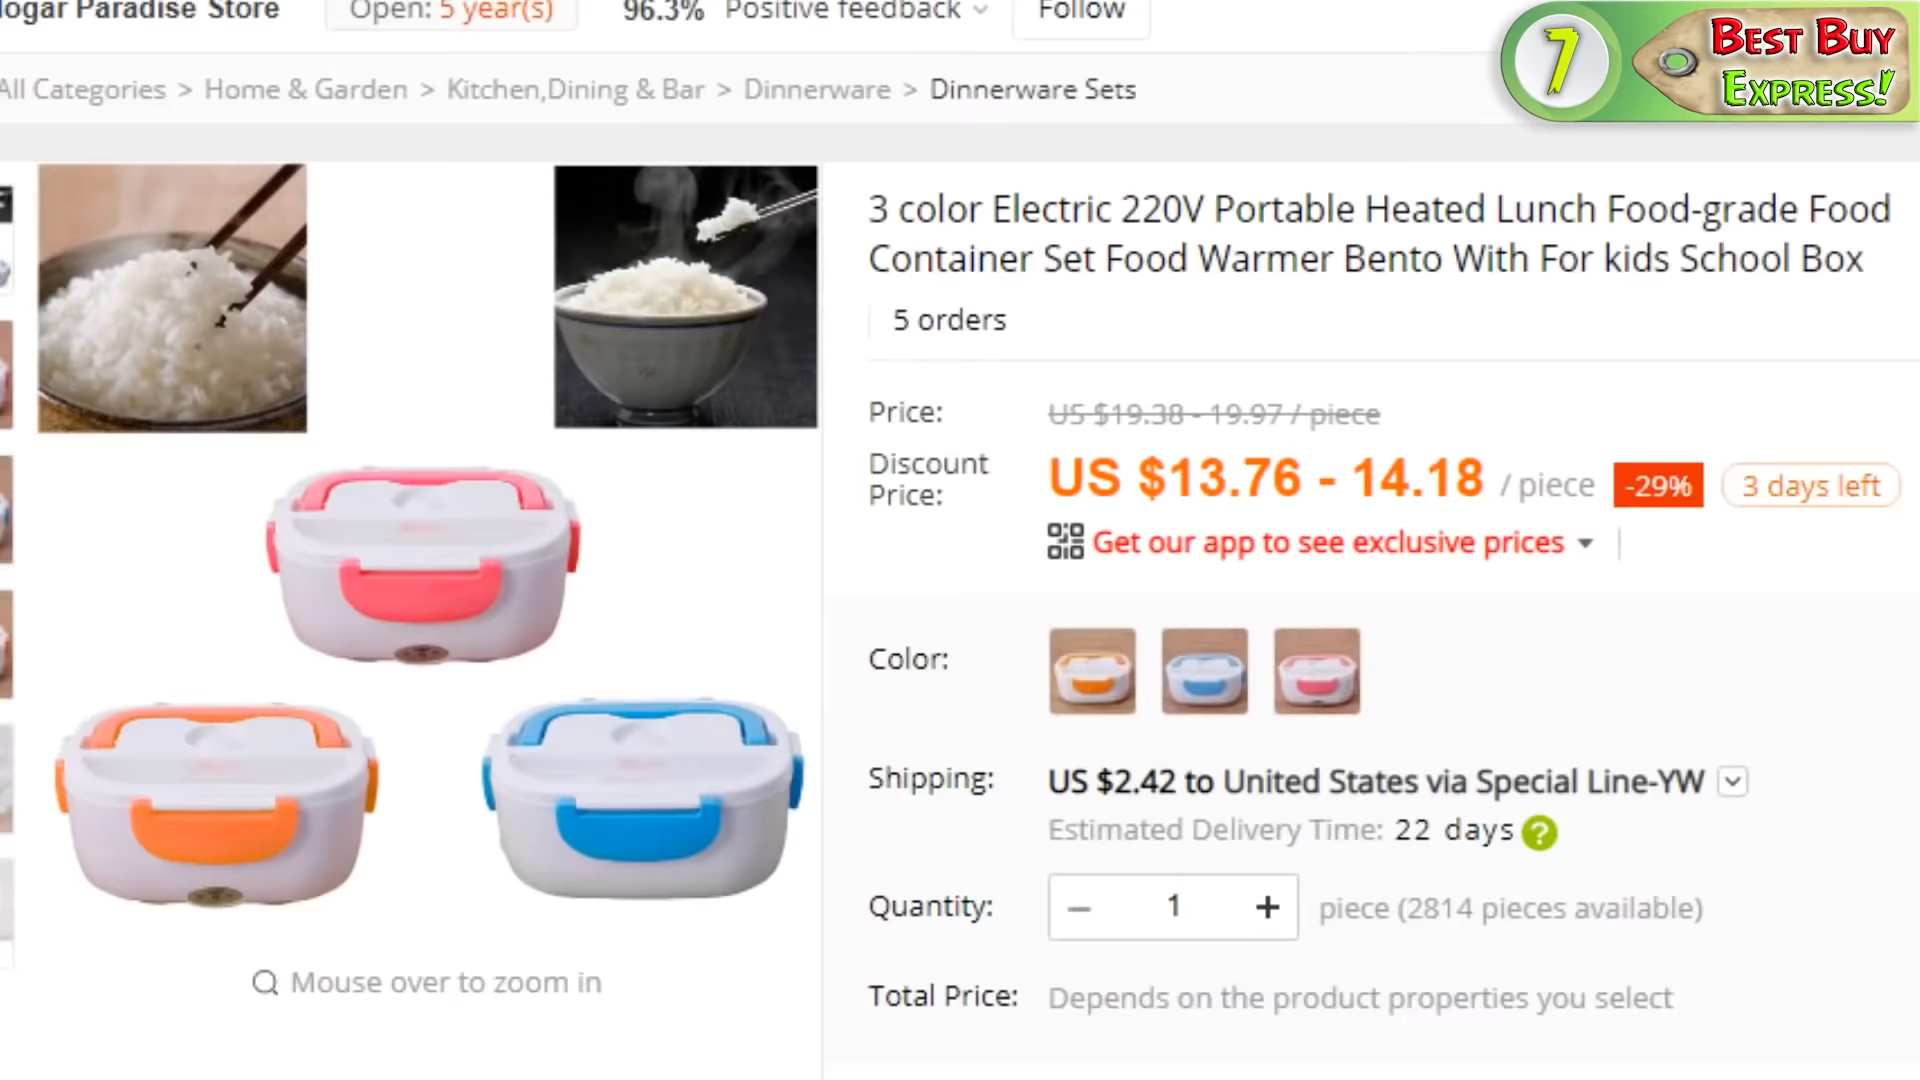 Paradise Store
Open: 5 year(s)
96.3% Positive feedback
Follow
7
BEST BUY
EXPRESS!
All Categories > Home & Garden > Kitchen,Dining & Bar > Dinnerware > Dinnerware Sets
3 color Electric 220V Portable Heated Lunch Food-grade Food
Container Set Food Warmer Bento With For kids School Box
5 orders
Price: US $19.38 - 19.97 / piece
Discount
Price:
US $13.76 - 14.18 / piece -29% 3 days left
Get our app to see exclusive prices
Color:
Shipping: US $2.42 to United States via Special Line-YW
Estimated Delivery Time: 22 days ?
Quantity: − 1 + piece (2814 pieces available)
Mouse over to zoom in
Total Price: Depends on the product properties you select